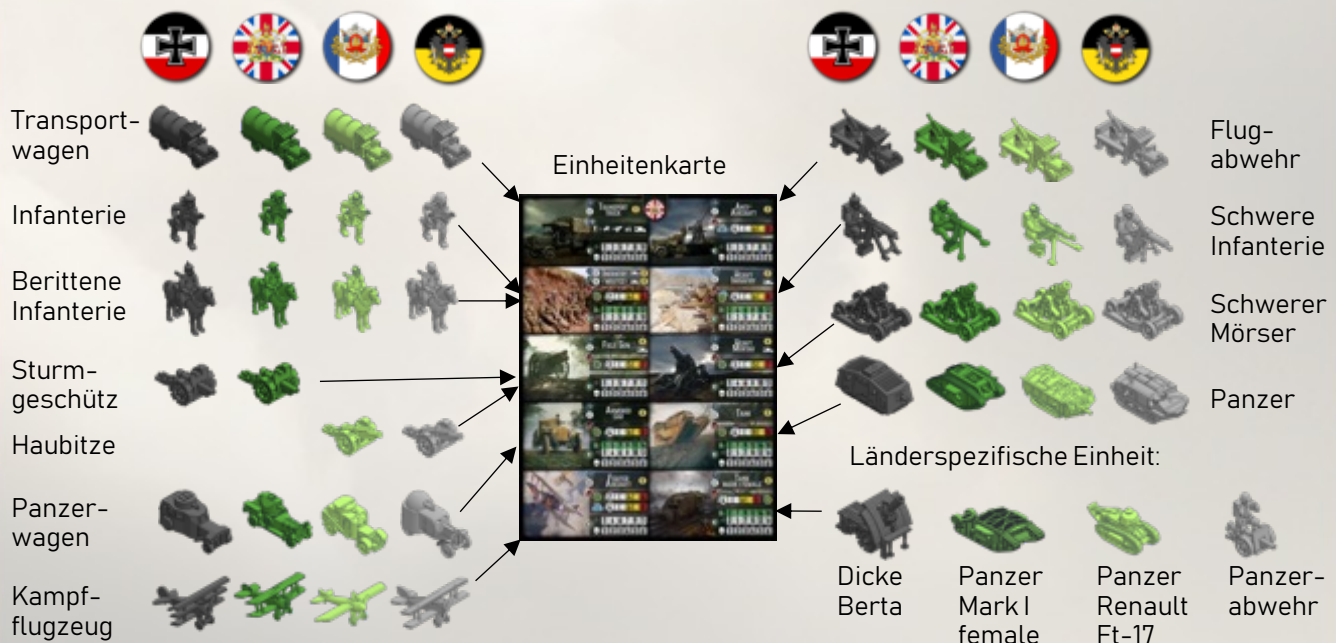 Transport-
wagen
Infanterie
Berittene
Infanterie
Sturm-
geschütz
Haubitze
Panzer-
wagen
Kampf-
flugzeug
Einheitenkarte
Flug-
abwehr
Schwere
Infanterie
Schwerer
Mörser
Panzer
Länderspezifische Einheit:
Dicke
Berta
Panzer
Mark I
female
Panzer
Renault
Ft-17
Panzer-
abwehr